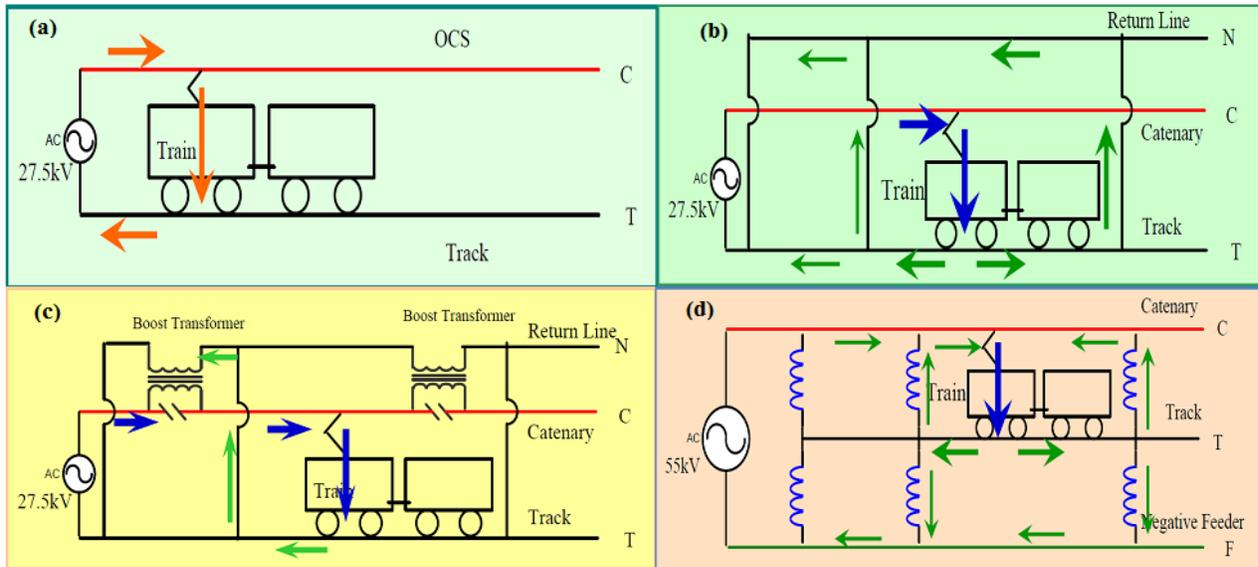 (a)
OCS
C
AC
27.5kV
Train
T
Track
(b)
Return Line
N
C
Catenary
AC
27.5kV
Train
Track
T
(c)
Boost Transformer
Boost Transformer
Return Line
N
C
Catenary
AC
27.5kV
Train
Track
T
(d)
Catenary
C
Train
Track
AC
55kV
T
Negative Feeder
F